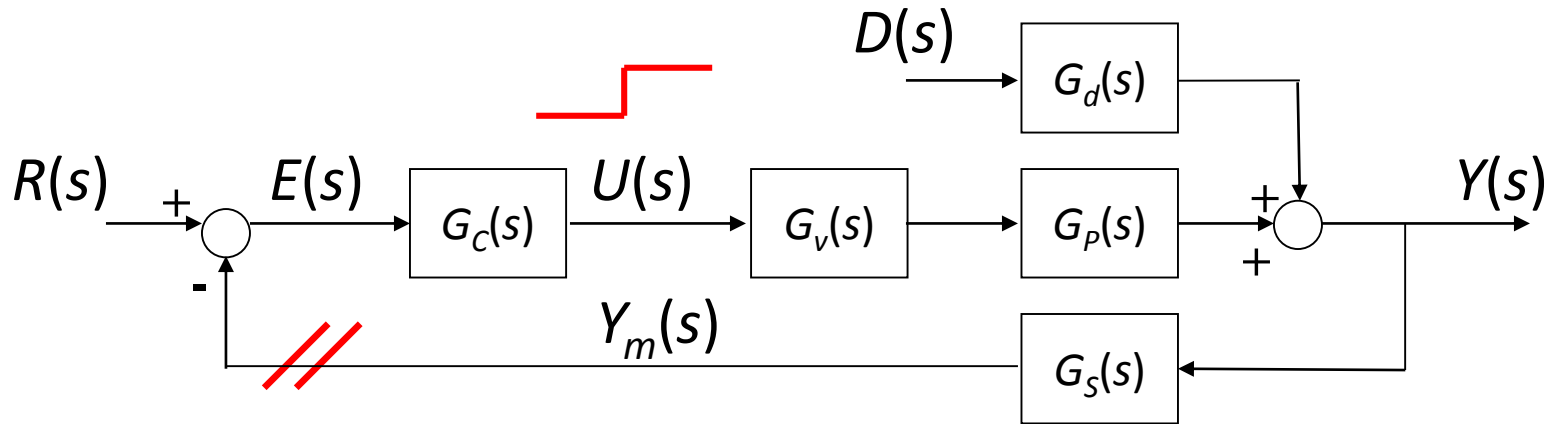 D(s)
G_d(s)
R(s)
+
E(s)
G_C(s)
U(s)
G_v(s)
G_P(s)
+
+
Y(s)
-
Y_m(s)
G_S(s)